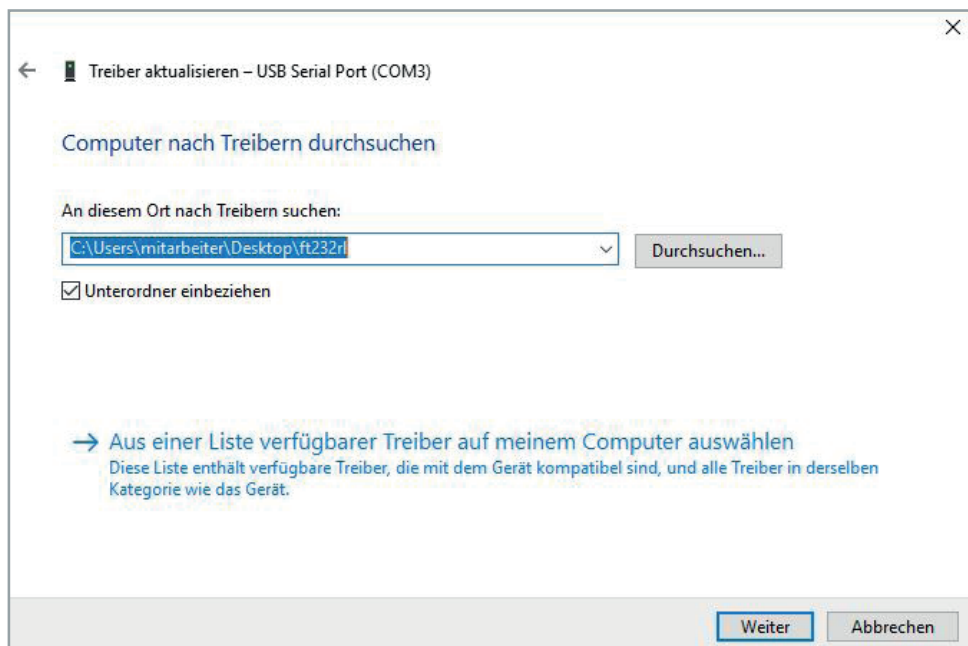 Treiber aktualisieren – USB Serial Port (COM3)
Computer nach Treibern durchsuchen
An diesem Ort nach Treibern suchen:
C:\Users\mitarbeiter\Desktop\ft232rl
Durchsuchen...
Unterordner einbeziehen
Aus einer Liste verfügbarer Treiber auf meinem Computer auswählen
Diese Liste enthält verfügbare Treiber, die mit dem Gerät kompatibel sind, und alle Treiber in derselben
Kategorie wie das Gerät.
Weiter
Abbrechen